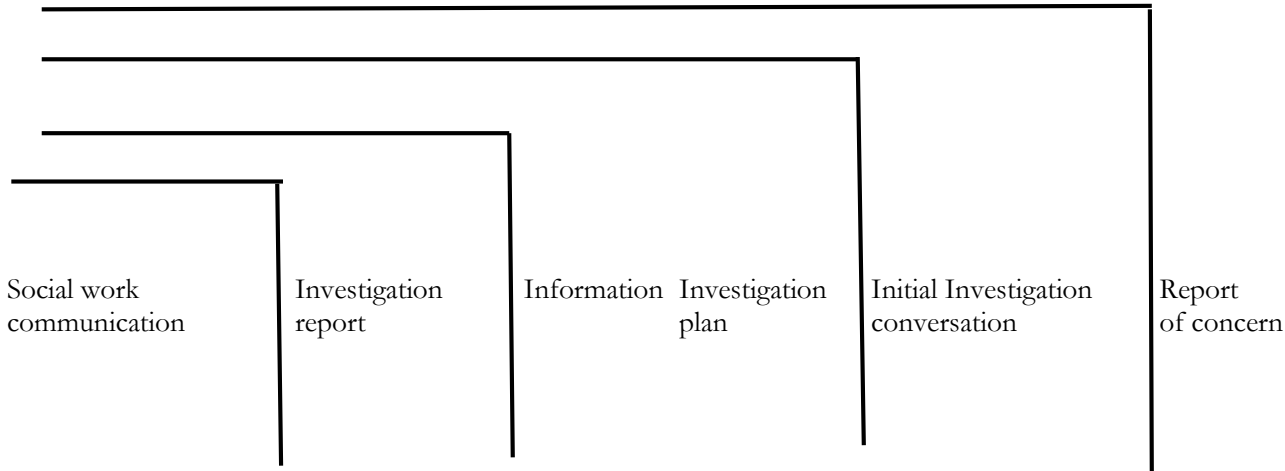 Social work
communication
Investigation
report
Information
Investigation
plan
Initial Investigation
conversation
Report
of concern